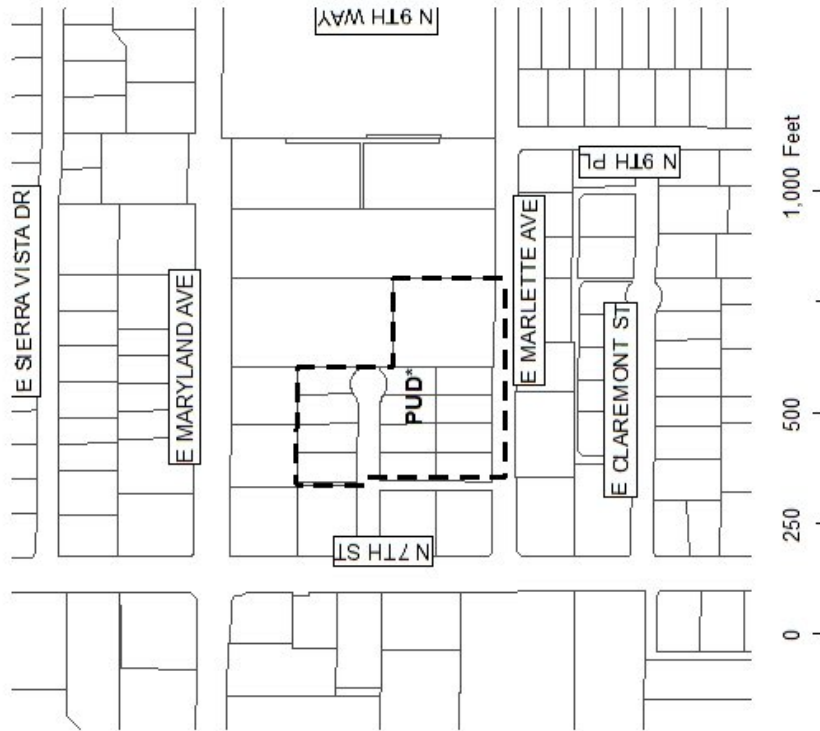 N 9TH WAY
E SIERRA VISTA DR
E MARYLAND AVE
N 9TH PL
E MARLETTE AVE
E CLAREMONT ST
PUD*
N 7TH ST
0
250
500
1,000 Feet